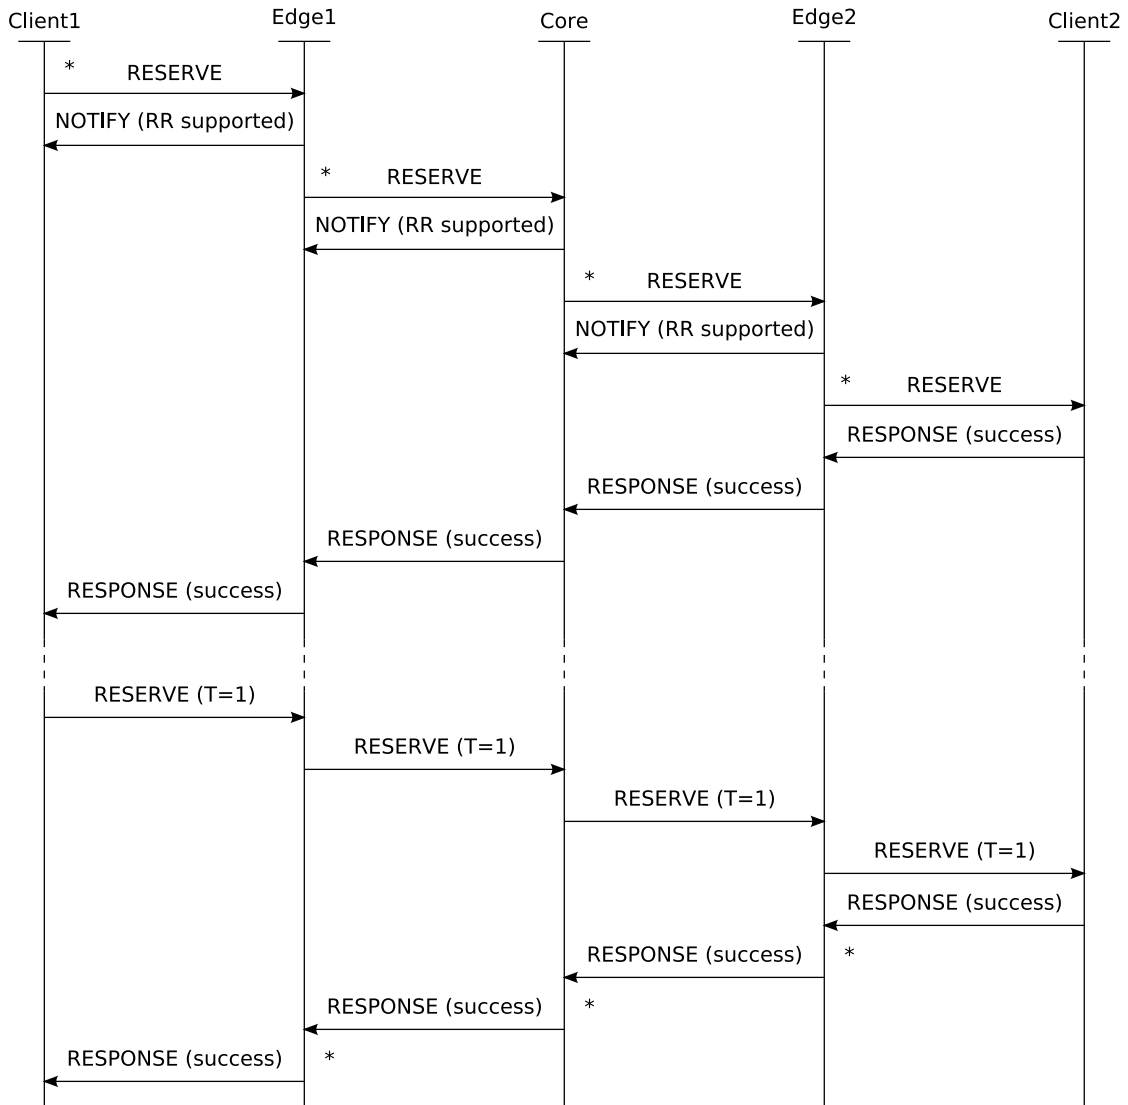 Client1 Edge1 Core Edge2 Client2
* RESERVE
NOTIFY (RR supported)
* RESERVE
NOTIFY (RR supported)
* RESERVE
NOTIFY (RR supported)
* RESERVE
RESPONSE (success)
RESPONSE (success)
RESPONSE (success)
RESPONSE (success)
RESERVE (T=1)
RESERVE (T=1)
RESERVE (T=1)
RESERVE (T=1)
RESPONSE (success)
RESPONSE (success) *
RESPONSE (success) *
RESPONSE (success) *